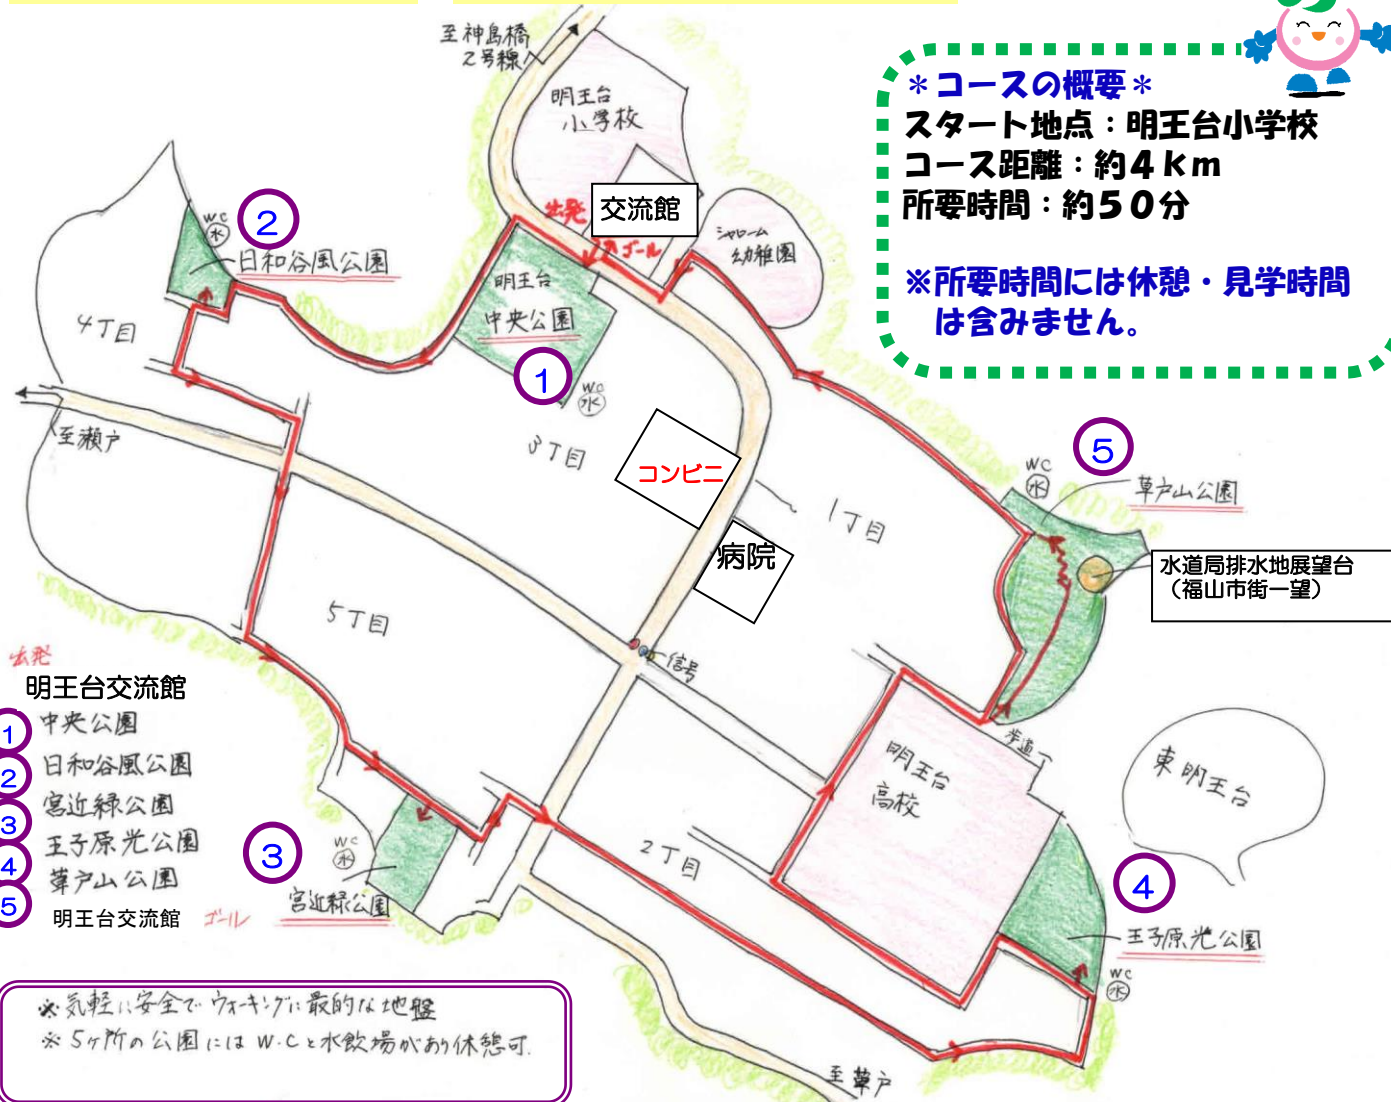 至神島橋
2号線
明王台
小学校
出発
交流館
ゴール
シャローム
幼稚園
*コースの概要*
スタート地点:明王台小学校
コース距離:約4km
所要時間:約50分
※所要時間には休憩・見学時間
は含みません。
WC
水
2
日和谷風公園
明王台
中央公園
1
WC
水
4丁目
至瀬戸
3丁目
コンビニ
病院
1丁目
5
WC
水
草戸山公園
水道局排水地展望台
(福山市街一望)
5丁目
信号
歩道
明王台
高校
東明王台
2丁目
3
WC
水
宮近緑公園
4
王子原光公園
WC
水
至草戸
出発
明王台交流館
1 中央公園
2 日和谷風公園
3 宮近緑公園
4 王子原光公園
5 草戸山公園
明王台交流館 ゴール
※気軽に安全でウォーキングに最的な地盤
※5ヶ所の公園にはW.Cと水飲場があり休憩可.